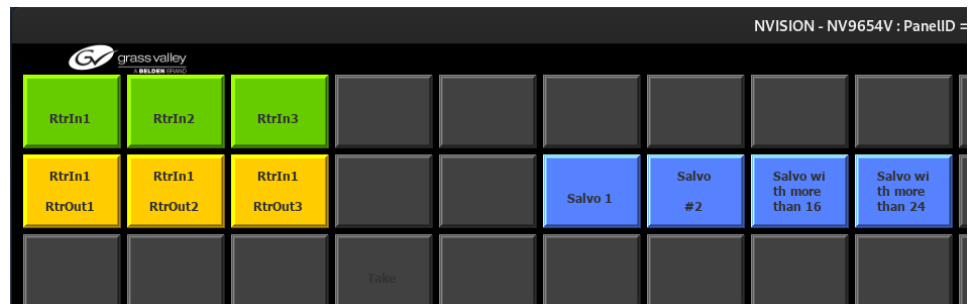 NVISION - NV9654V : PanelID =
GV grass valley
A BELDEN BRAND
RtrIn1
RtrIn2
RtrIn3
RtrIn1
RtrOut1
RtrIn1
RtrOut2
RtrIn1
RtrOut3
Salvo 1
Salvo
#2
Salvo wi
th more
than 16
Salvo wi
th more
than 24
Take